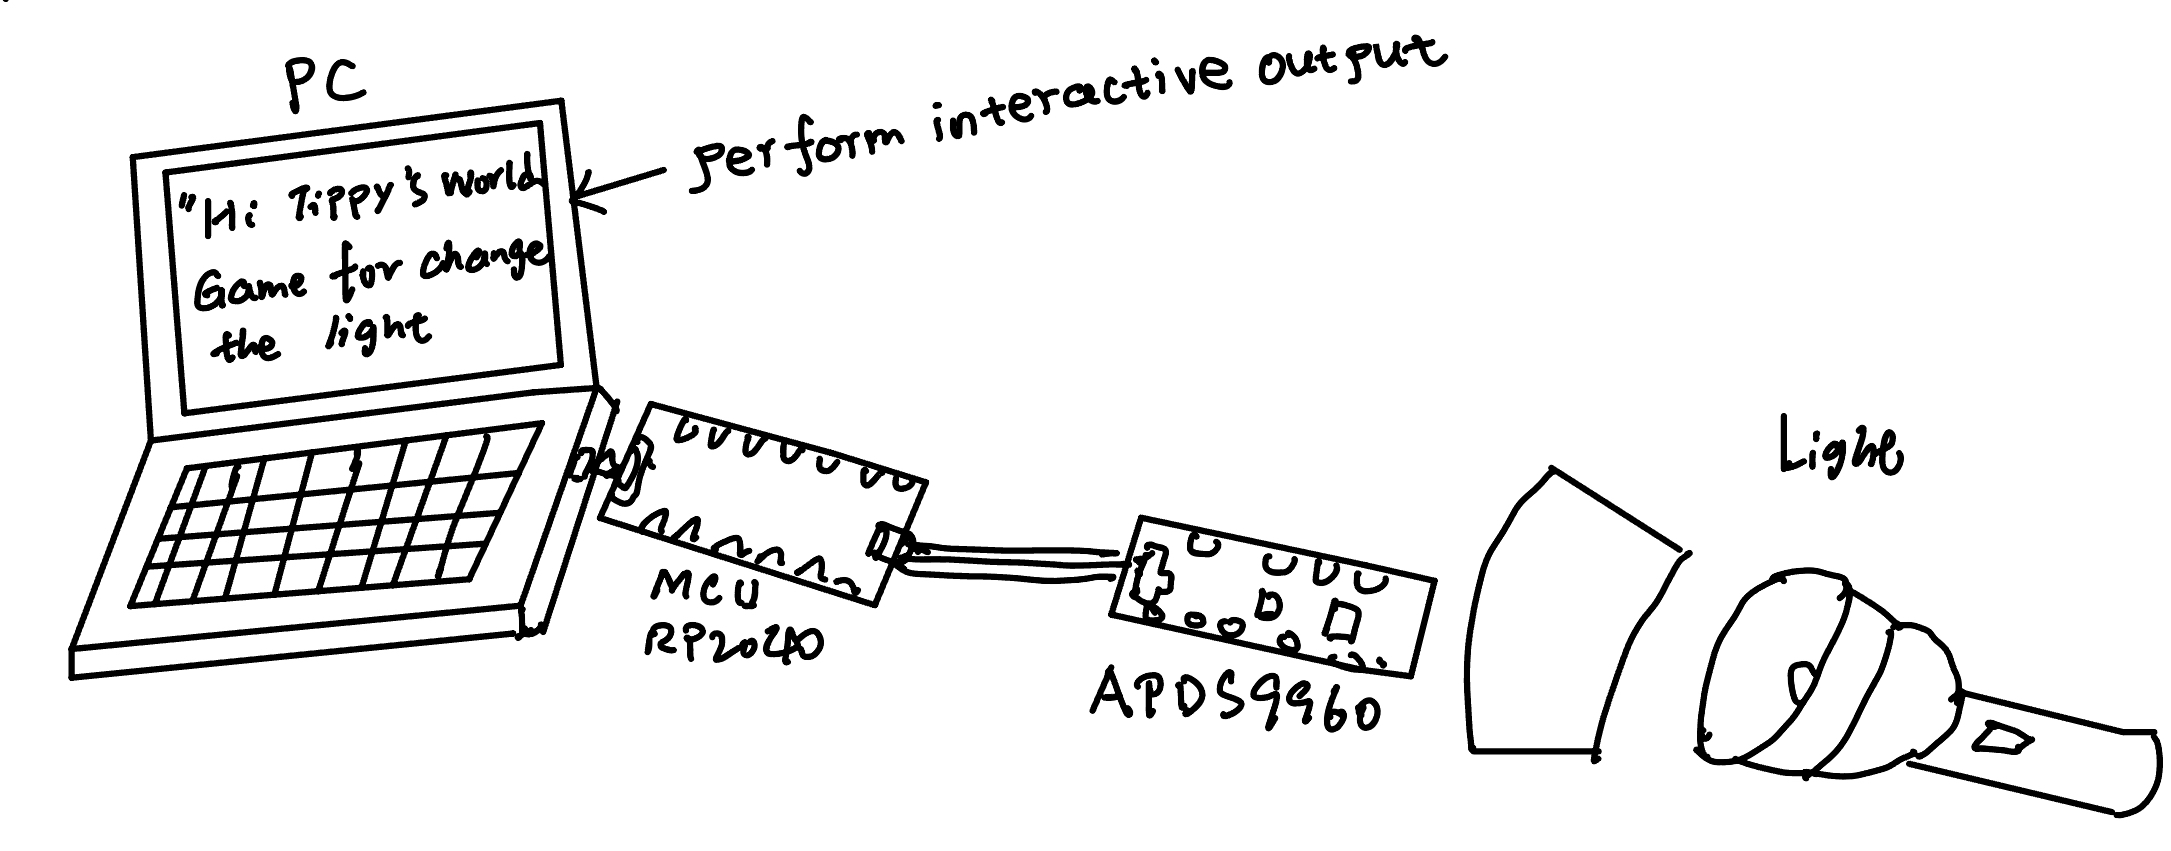 PC
perform interactive output
"Hi Tippy's world
Game for change
the light
MCU
RP2040
APDS9960
Light